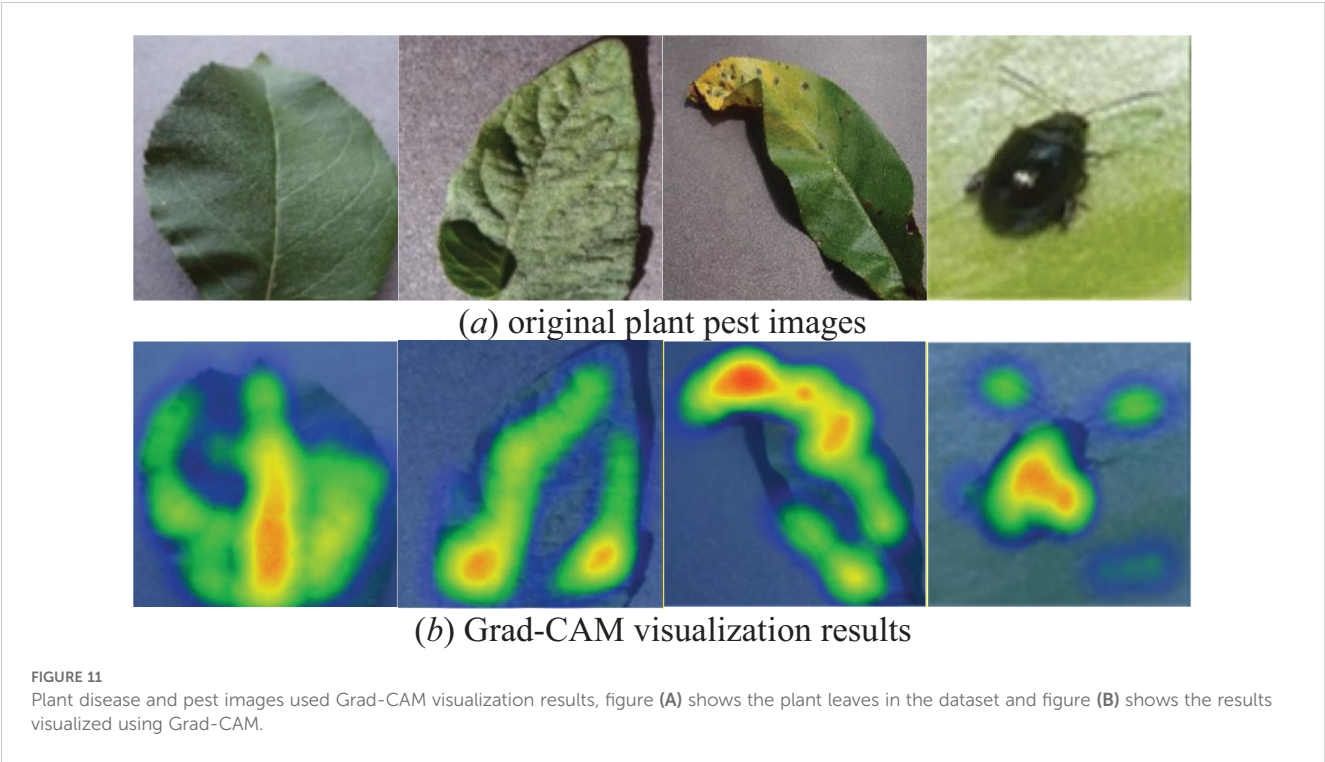 (a) original plant pest images
(b) Grad-CAM visualization results
FIGURE 11
Plant disease and pest images used Grad-CAM visualization results, figure (A) shows the plant leaves in the dataset and figure (B) shows the results
visualized using Grad-CAM.